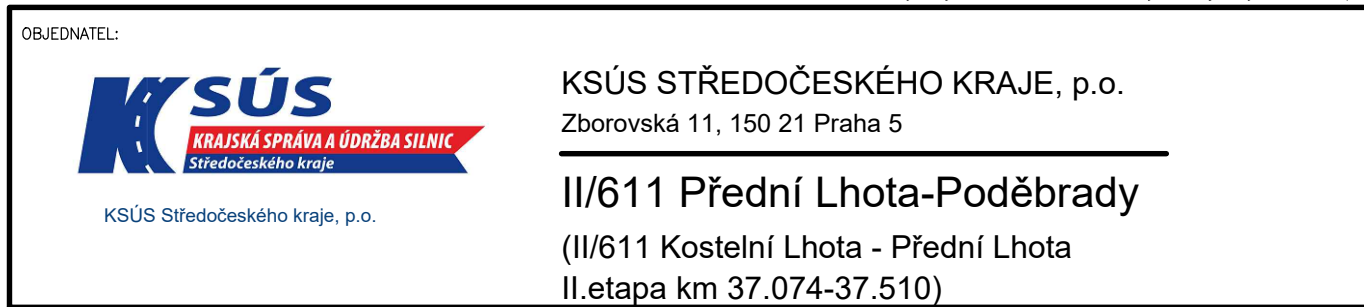 OBJEDNATEL:
KSÚS
KRAJSKÁ SPRÁVA A ÚDRŽBA SILNIC
Středočeského kraje
KSÚS Středočeského kraje, p.o.
KSÚS STŘEDOČESKÉHO KRAJE, p.o.
Zborovská 11, 150 21 Praha 5
II/611 Přední Lhota-Poděbrady
(II/611 Kostelní Lhota - Přední Lhota
II.etapa km 37.074-37.510)